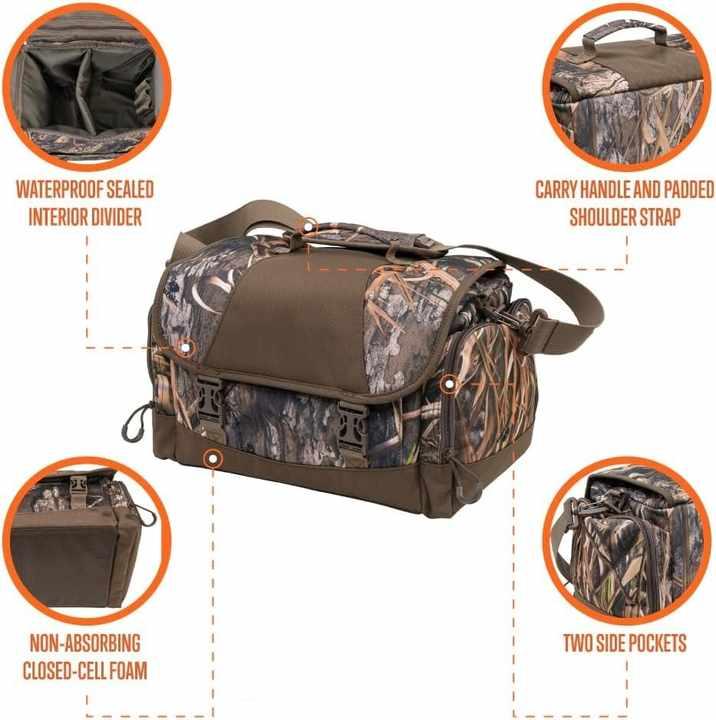 WATERPROOF SEALED
INTERIOR DIVIDER
CARRY HANDLE AND PADDED
SHOULDER STRAP
NON-ABSORBING
CLOSED-CELL FOAM
TWO SIDE POCKETS